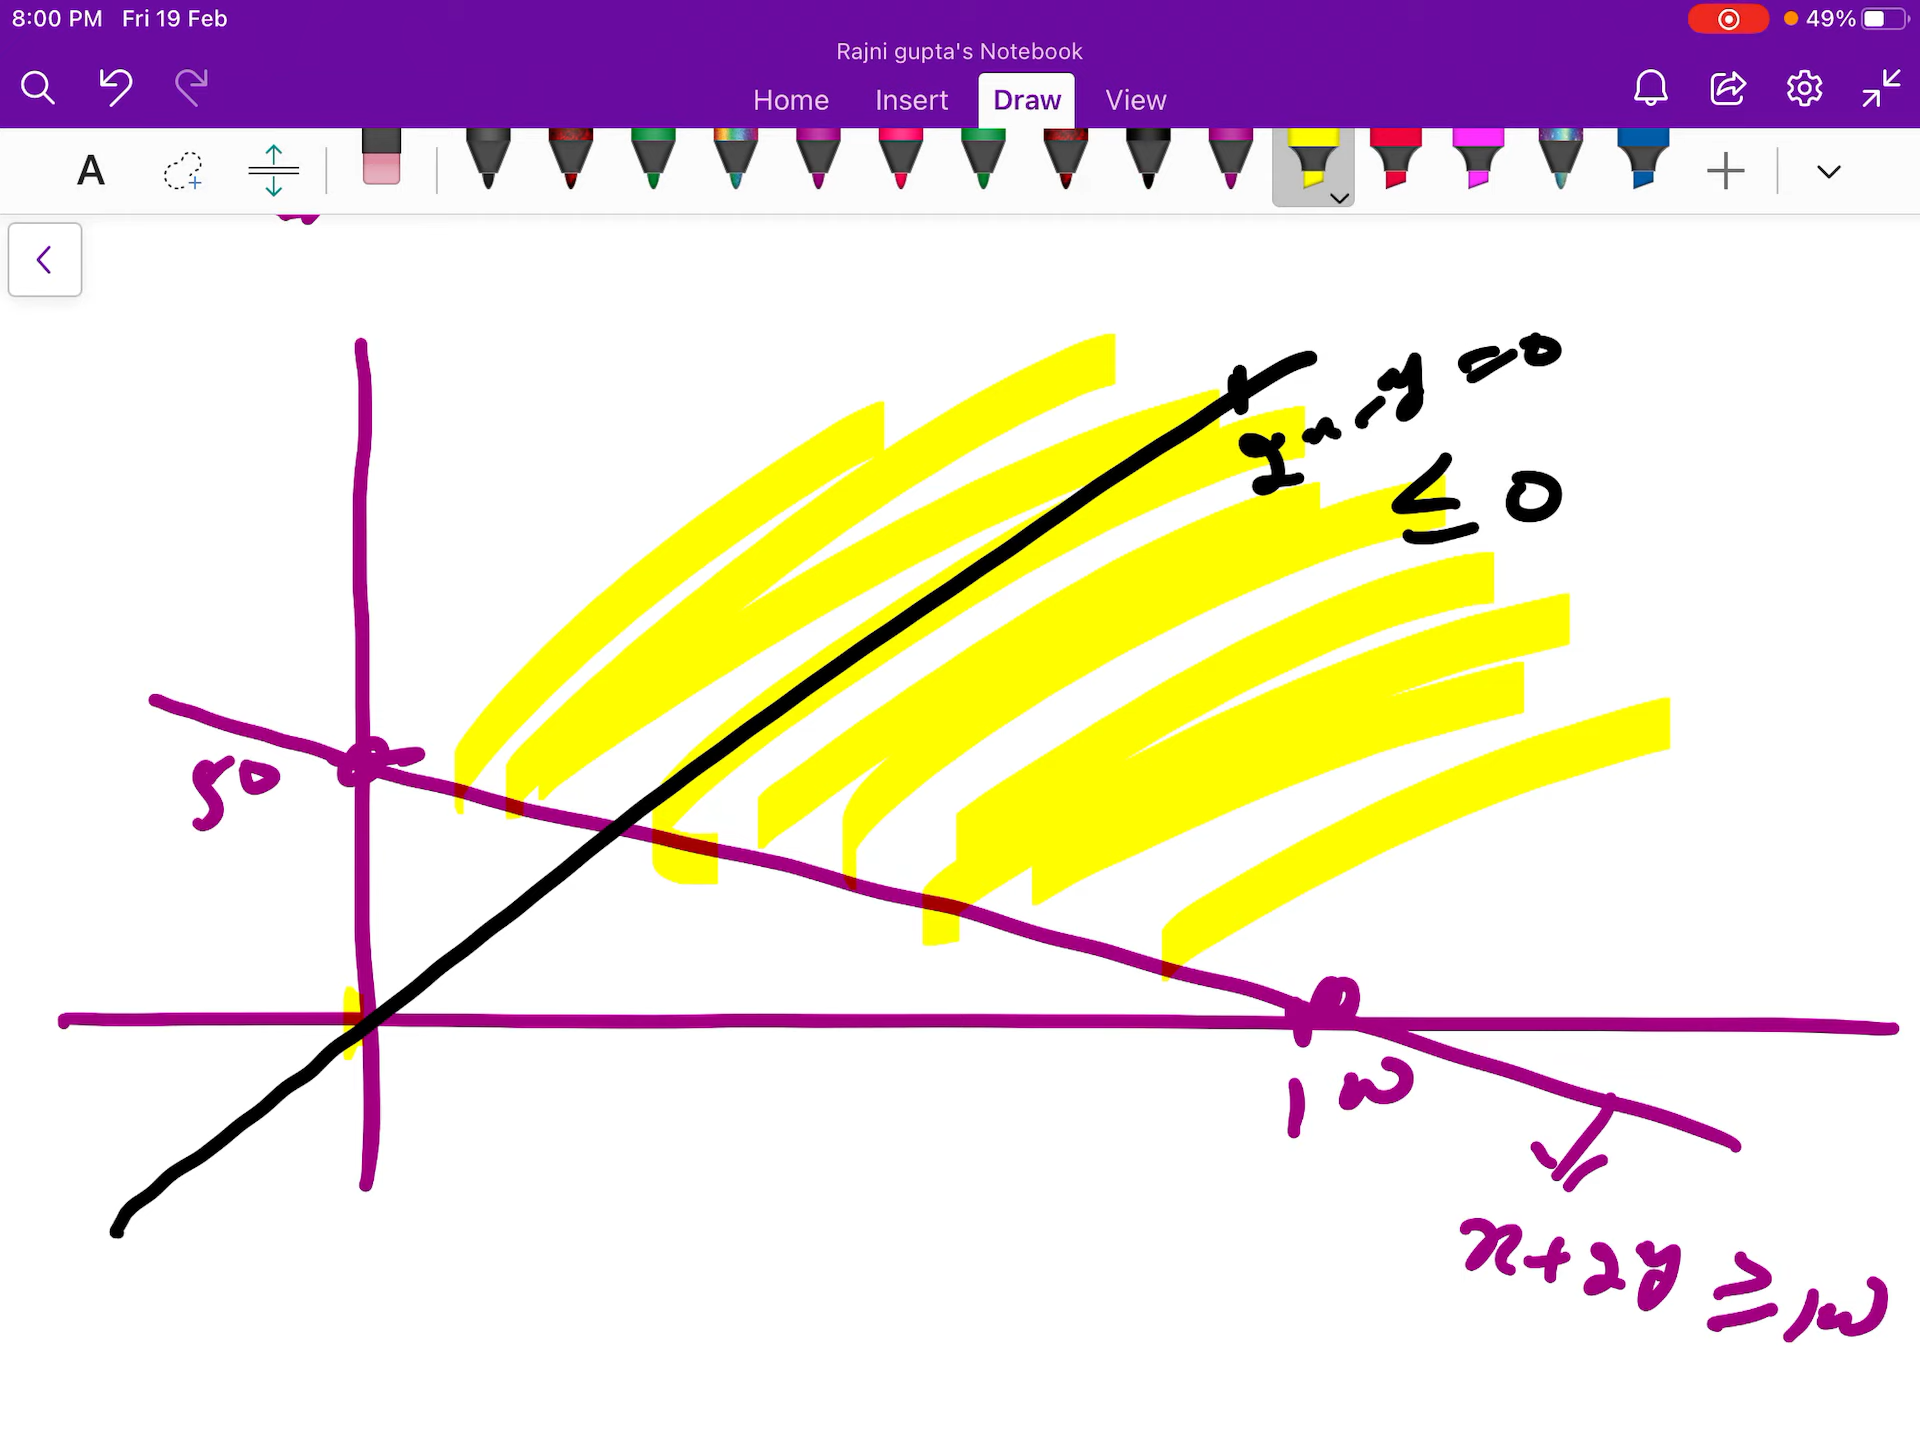 8:00 PM Fri 19 Feb
49%
Rajni gupta's Notebook
Home Insert Draw View
A
2x-y=0
≤ 0
50
100
x+2y ≥ 100